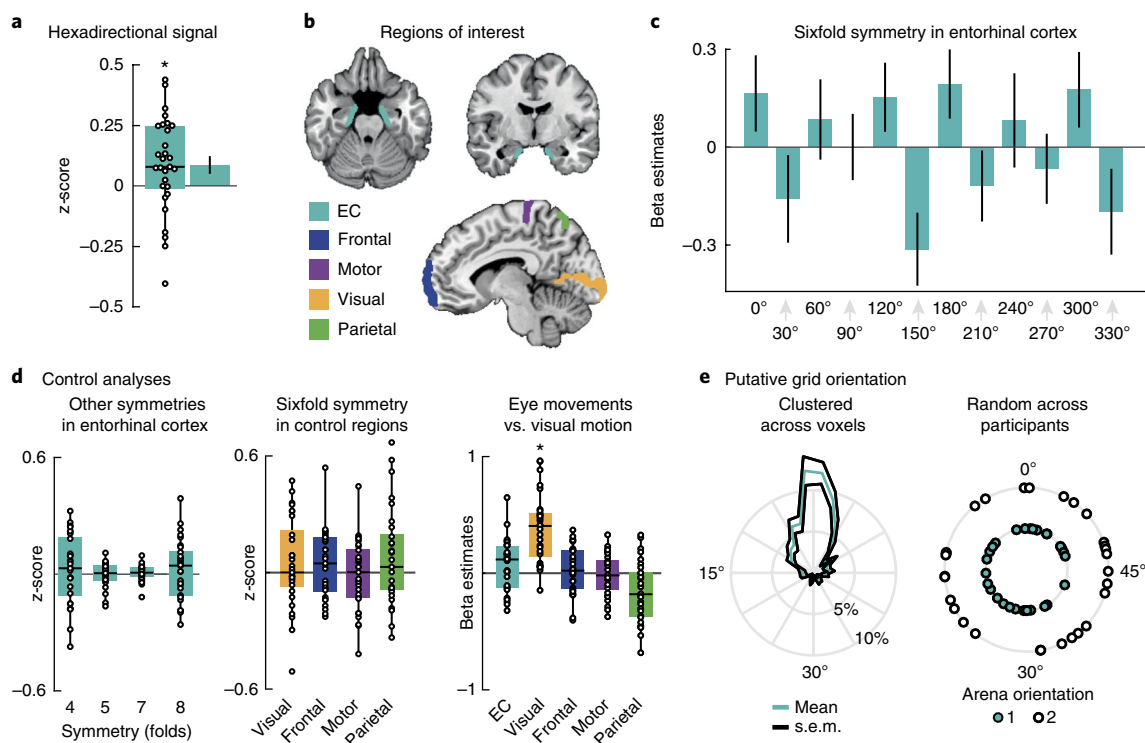 a
Hexadirectional signal
z-score
0.5
0.25
0
–0.25
–0.5
*
b
Regions of interest
EC
Frontal
Motor
Visual
Parietal
c
Sixfold symmetry in entorhinal cortex
Beta estimates
0.3
0
–0.3
0° 60° 120° 180° 240 300°
30° 90° 150° 210° 270° 330°
d
Control analyses
Other symmetries
in entorhinal cortex
z-score
0.6
–0.6
4 5 7 8
Symmetry (folds)
Sixfold symmetry
in control regions
z-score
0.6
–0.6
Visual
Frontal
Motor
Parietal
Eye movements
vs. visual motion
Beta estimates
1
–1
*
EC
Visual
Frontal
Motor
Parietal
e
Putative grid orientation
Clustered
across voxels
15°
5%
10%
30°
Mean
s.e.m.
Random across
participants
0°
45°
30°
Arena orientation
1 2